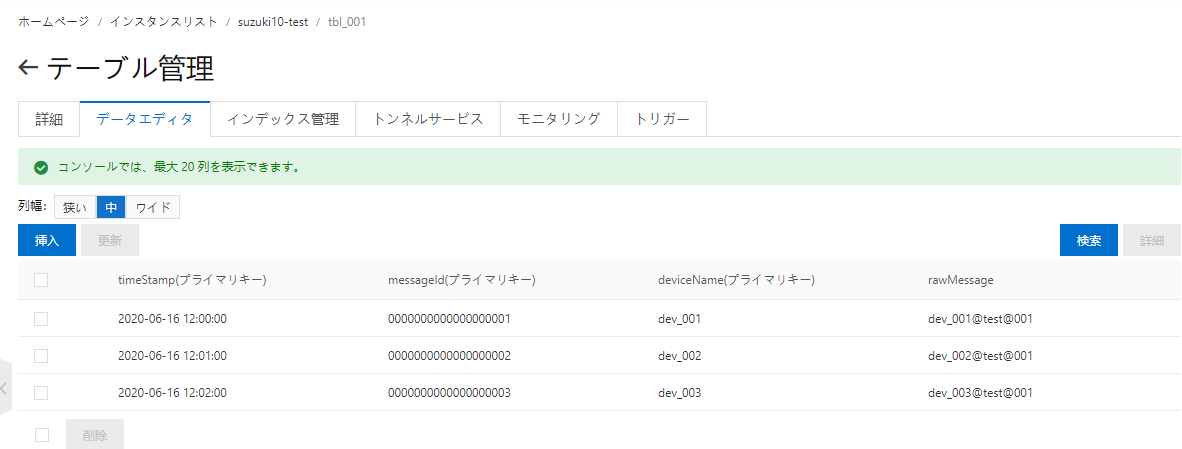 ホームページ / インスタンスリスト / suzuki10-test / tbl_001
テーブル管理
詳細 データエディタ インデックス管理 トンネルサービス モニタリング トリガー
コンソールでは、最大 20 列を表示できます。
列幅: 狭い 中 ワイド
挿入 更新 検索 詳細
timeStamp(プライマリキー) messageId(プライマリキー) deviceName(プライマリキー) rawMessage
2020-06-16 12:00:00 0000000000000000001 dev_001 dev_001@test@001
2020-06-16 12:01:00 0000000000000000002 dev_002 dev_002@test@001
2020-06-16 12:02:00 0000000000000000003 dev_003 dev_003@test@001
削除